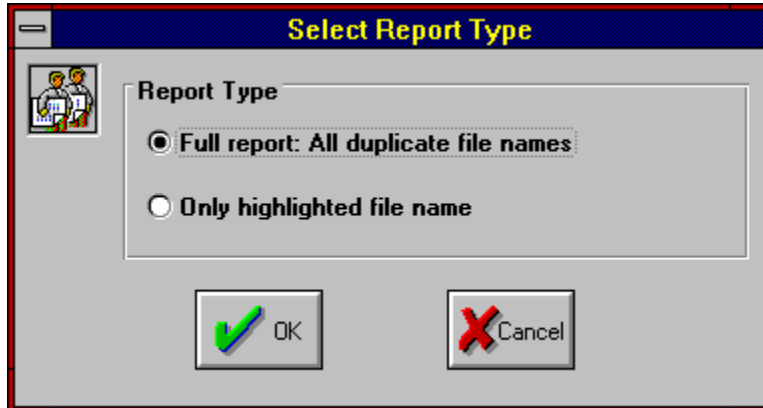 Select Report Type
Report Type
Full report: All duplicate file names
Only highlighted file name
OK
Cancel